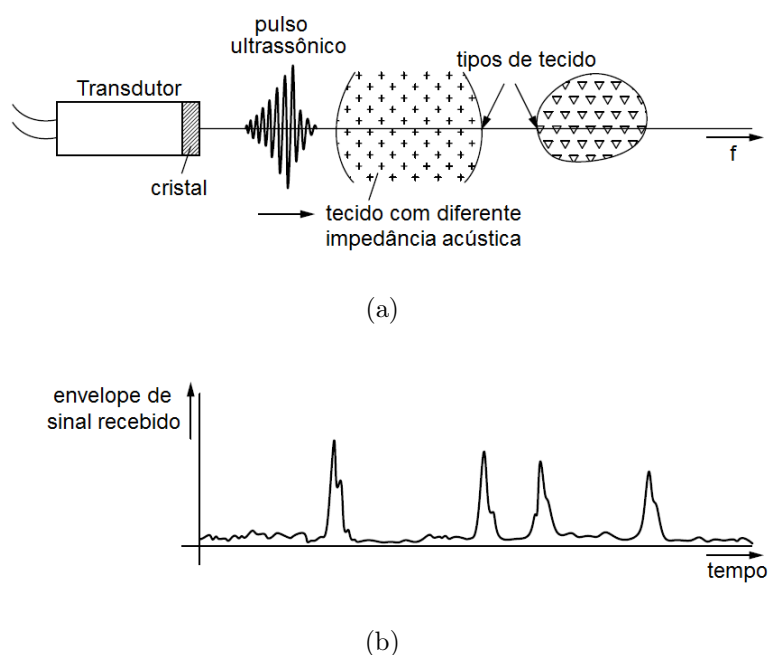 pulso
ultrassônico
Transdutor
tipos de tecido
cristal
f
tecido com diferente
impedância acústica
(a)
envelope de
sinal recebido
tempo
(b)